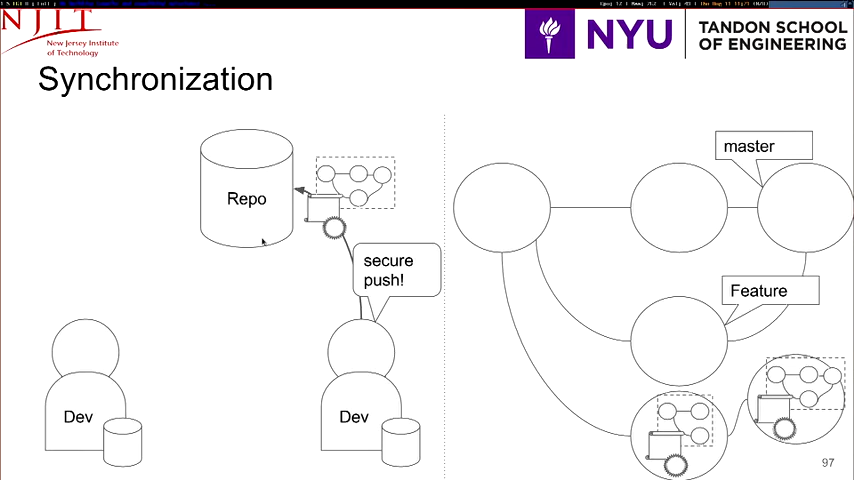 NJIT
New Jersey Institute
of Technology
NYU
TANDON SCHOOL
OF ENGINEERING
Synchronization
master
Repo
secure
push!
Feature
Dev
Dev
97